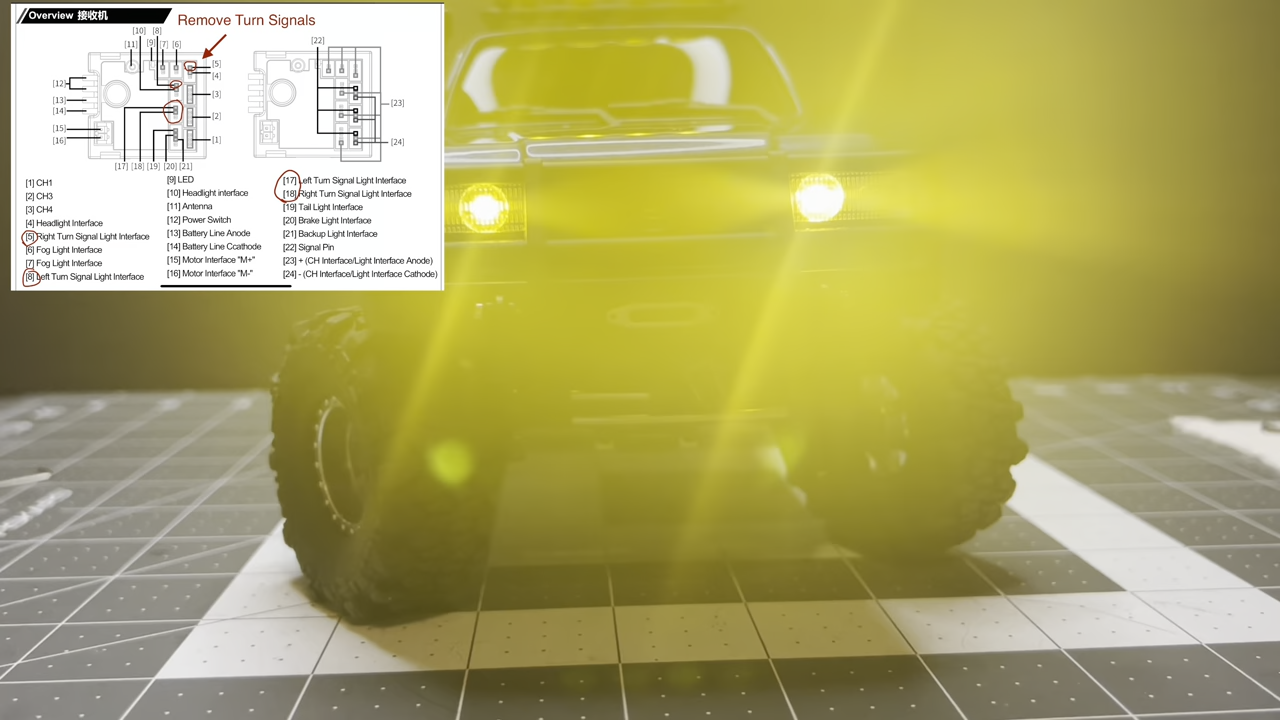 Overview 接收机
Remove Turn Signals
[10] [8]
[11] [9] [7] [6]
[5]
[4]
[12]
[3]
[13]
[14]
[2]
[15]
[16]
[1]
[17] [18] [19] [20] [21]
[22]
[23]
[24]
[1] CH1
[2] CH3
[3] CH4
[4] Headlight Interface
[5] Right Turn Signal Light Interface
[6] Fog Light Interface
[7] Fog Light Interface
[8] Left Turn Signal Light Interface
[9] LED
[10] Headlight interface
[11] Antenna
[12] Power Switch
[13] Battery Line Anode
[14] Battery Line Ccathode
[15] Motor Interface "M+"
[16] Motor Interface "M-"
[17] Left Turn Signal Light Interface
[18] Right Turn Signal Light Interface
[19] Tail Light Interface
[20] Brake Light Interface
[21] Backup Light Interface
[22] Signal Pin
[23] + (CH Interface/Light Interface Anode)
[24] - (CH Interface/Light Interface Cathode)